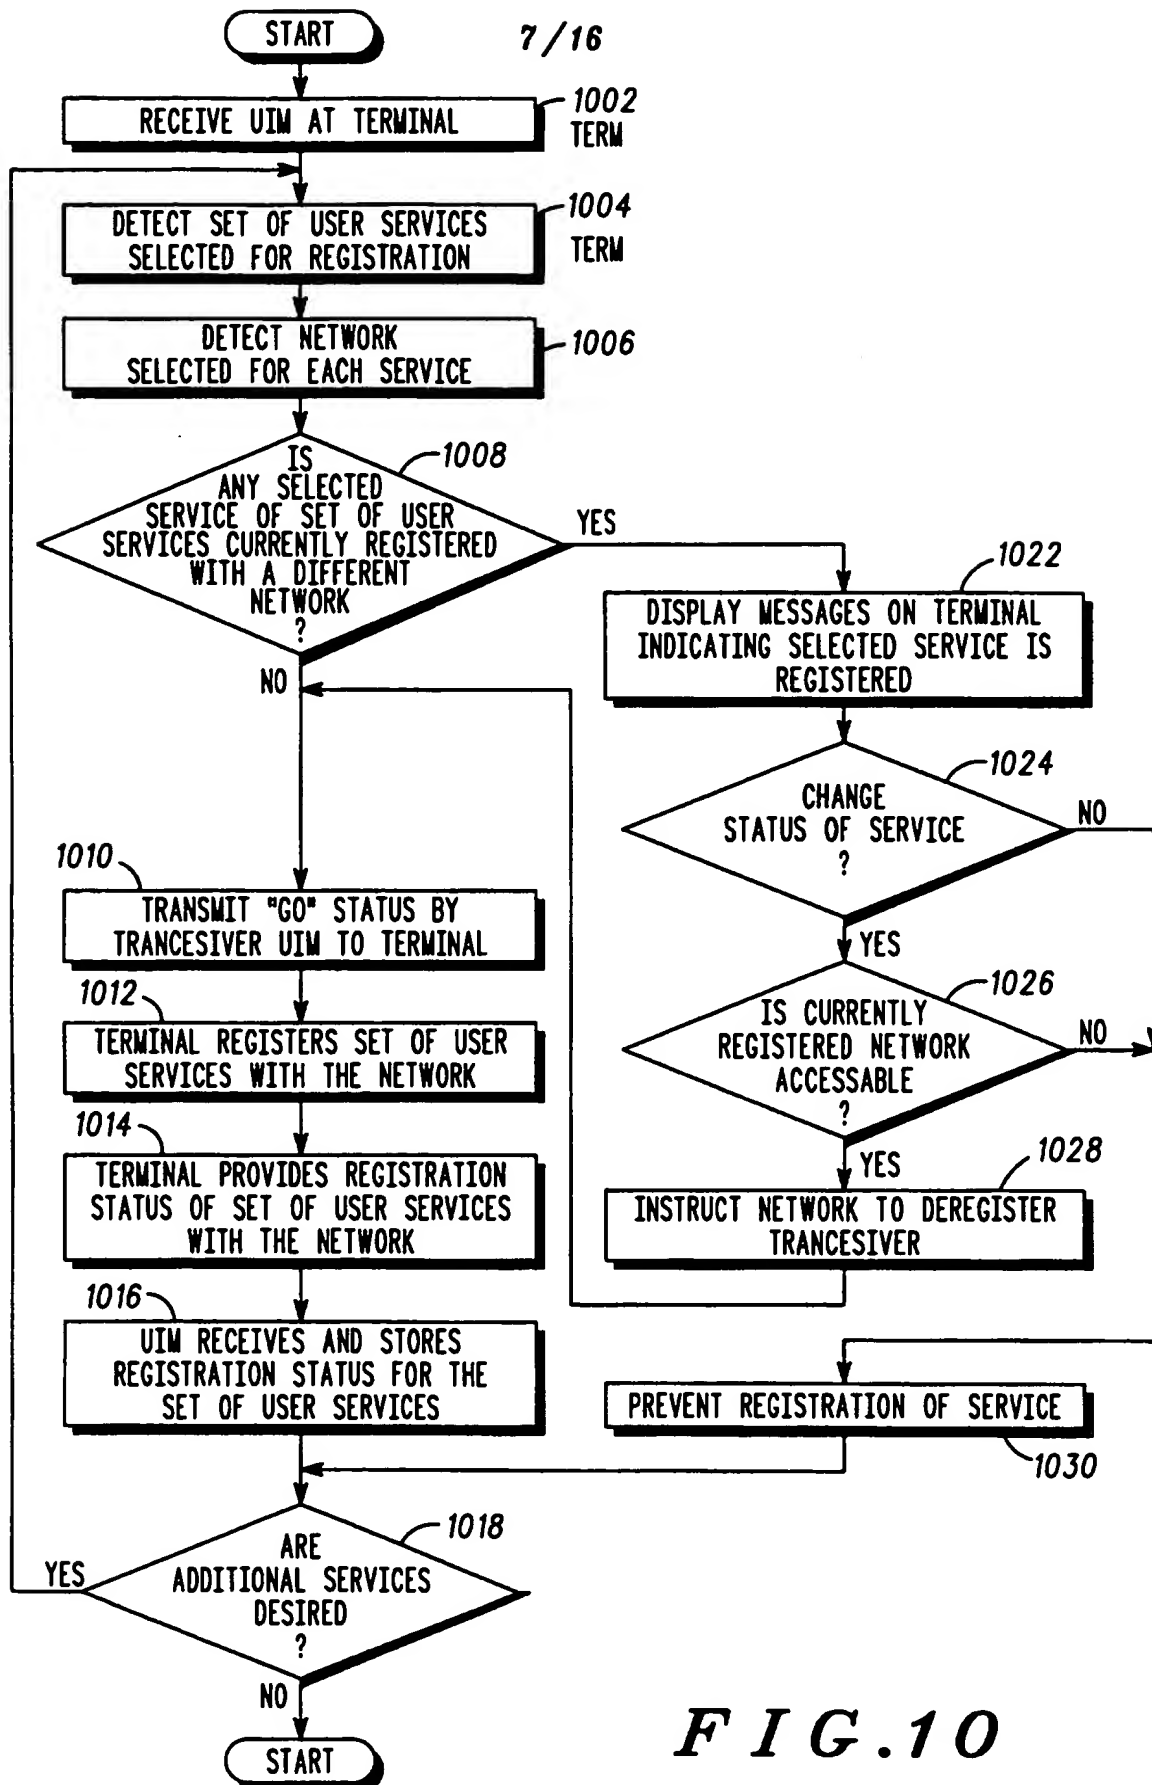 START
7/16
RECEIVE UIM AT TERMINAL
1002
TERM
DETECT SET OF USER SERVICES
SELECTED FOR REGISTRATION
1004
TERM
DETECT NETWORK
SELECTED FOR EACH SERVICE
1006
IS
ANY SELECTED
SERVICE OF SET OF USER
SERVICES CURRENTLY REGISTERED
WITH A DIFFERENT
NETWORK
?
1008
YES
NO
1022
DISPLAY MESSAGES ON TERMINAL
INDICATING SELECTED SERVICE IS
REGISTERED
CHANGE
STATUS OF SERVICE
?
1024
NO
YES
IS CURRENTLY
REGISTERED NETWORK
ACCESSABLE
?
1026
NO
YES
1028
INSTRUCT NETWORK TO DEREGISTER
TRANCESIVER
1010
TRANSMIT "GO" STATUS BY
TRANCESIVER UIM TO TERMINAL
1012
TERMINAL REGISTERS SET OF USER
SERVICES WITH THE NETWORK
1014
TERMINAL PROVIDES REGISTRATION
STATUS OF SET OF USER SERVICES
WITH THE NETWORK
1016
UIM RECEIVES AND STORES
REGISTRATION STATUS FOR THE
SET OF USER SERVICES
PREVENT REGISTRATION OF SERVICE
1030
ARE
ADDITIONAL SERVICES
DESIRED
?
1018
YES
NO
START
FIG.10